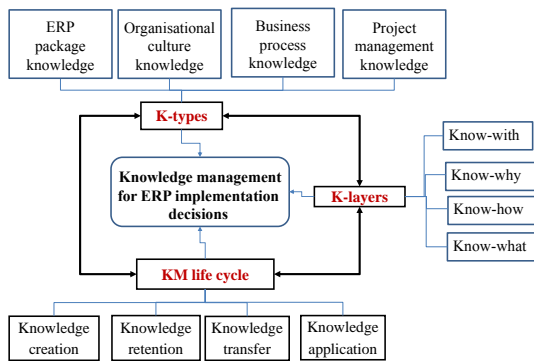 ERP
package
knowledge
Organisational
culture
knowledge
Business
process
knowledge
Project
management
knowledge
K-types
Know-with
Know-why
Know-how
Know-what
Knowledge management
for ERP implementation
decisions
K-layers
KM life cycle
Knowledge
creation
Knowledge
retention
Knowledge
transfer
Knowledge
application